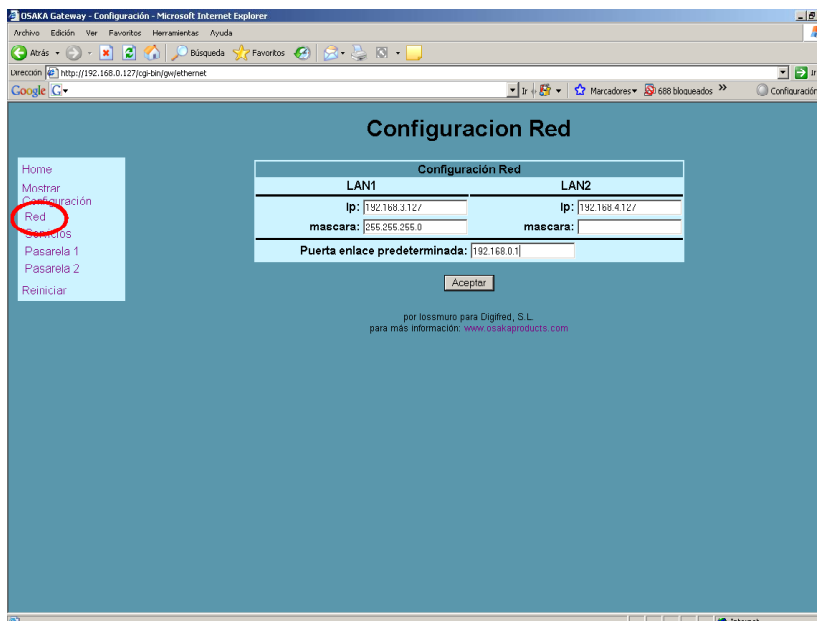 OSAKA Gateway - Configuración - Microsoft Internet Explorer
Archivo Edición Ver Favoritos Herramientas Ayuda
Atrás Búsqueda Favoritos
Dirección http://192.168.0.127/cgi-bin/gw/ethernet Ir
Google G Ir Marcadores 688 bloqueados Configuración
Configuracion Red
Home
Mostrar
Configuración
Red
Servicios
Pasarela 1
Pasarela 2
Reiniciar
Configuración Red
LAN1 LAN2
Ip: 192.168.3.127 Ip: 192.168.4.127
mascara: 255.255.255.0 mascara:
Puerta enlace predeterminada: 192.168.0.1
Aceptar
por lossmuro para Digifred, S.L.
para más información: www.osakaproducts.com
Internet